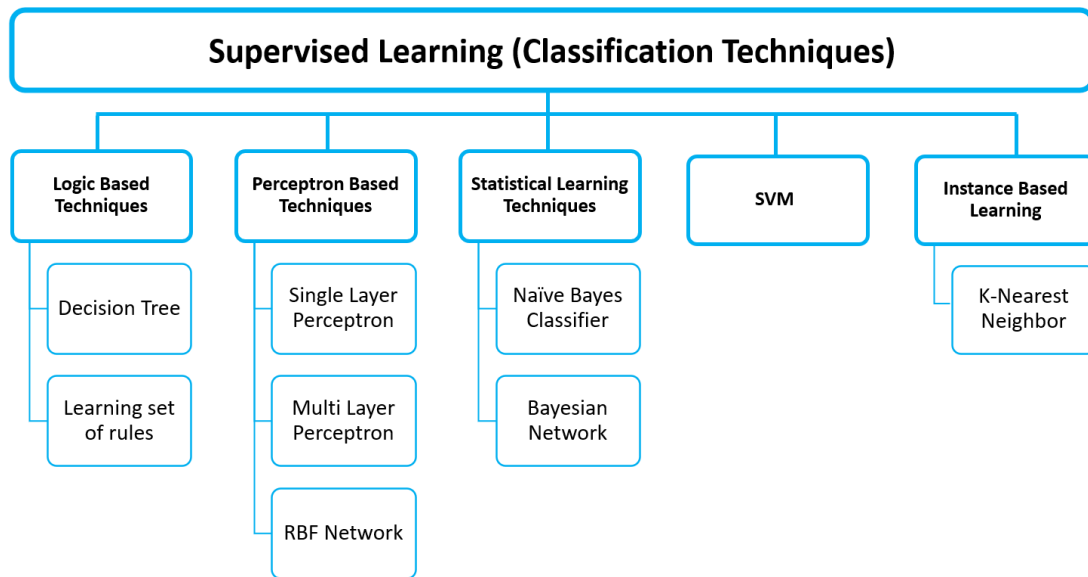 Supervised Learning (Classification Techniques)
Logic Based
Techniques
Decision Tree
Learning set
of rules
Perceptron Based
Techniques
Single Layer
Perceptron
Multi Layer
Perceptron
RBF Network
Statistical Learning
Techniques
Naïve Bayes
Classifier
Bayesian
Network
SVM
Instance Based
Learning
K-Nearest
Neighbor